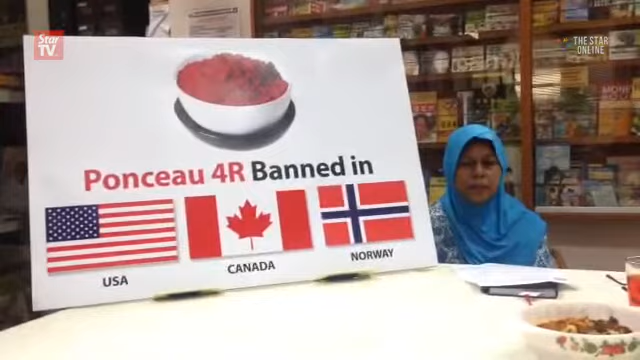 Star
TV
THE STAR
ONLINE
Ponceau 4R Banned in
USA
CANADA
NORWAY